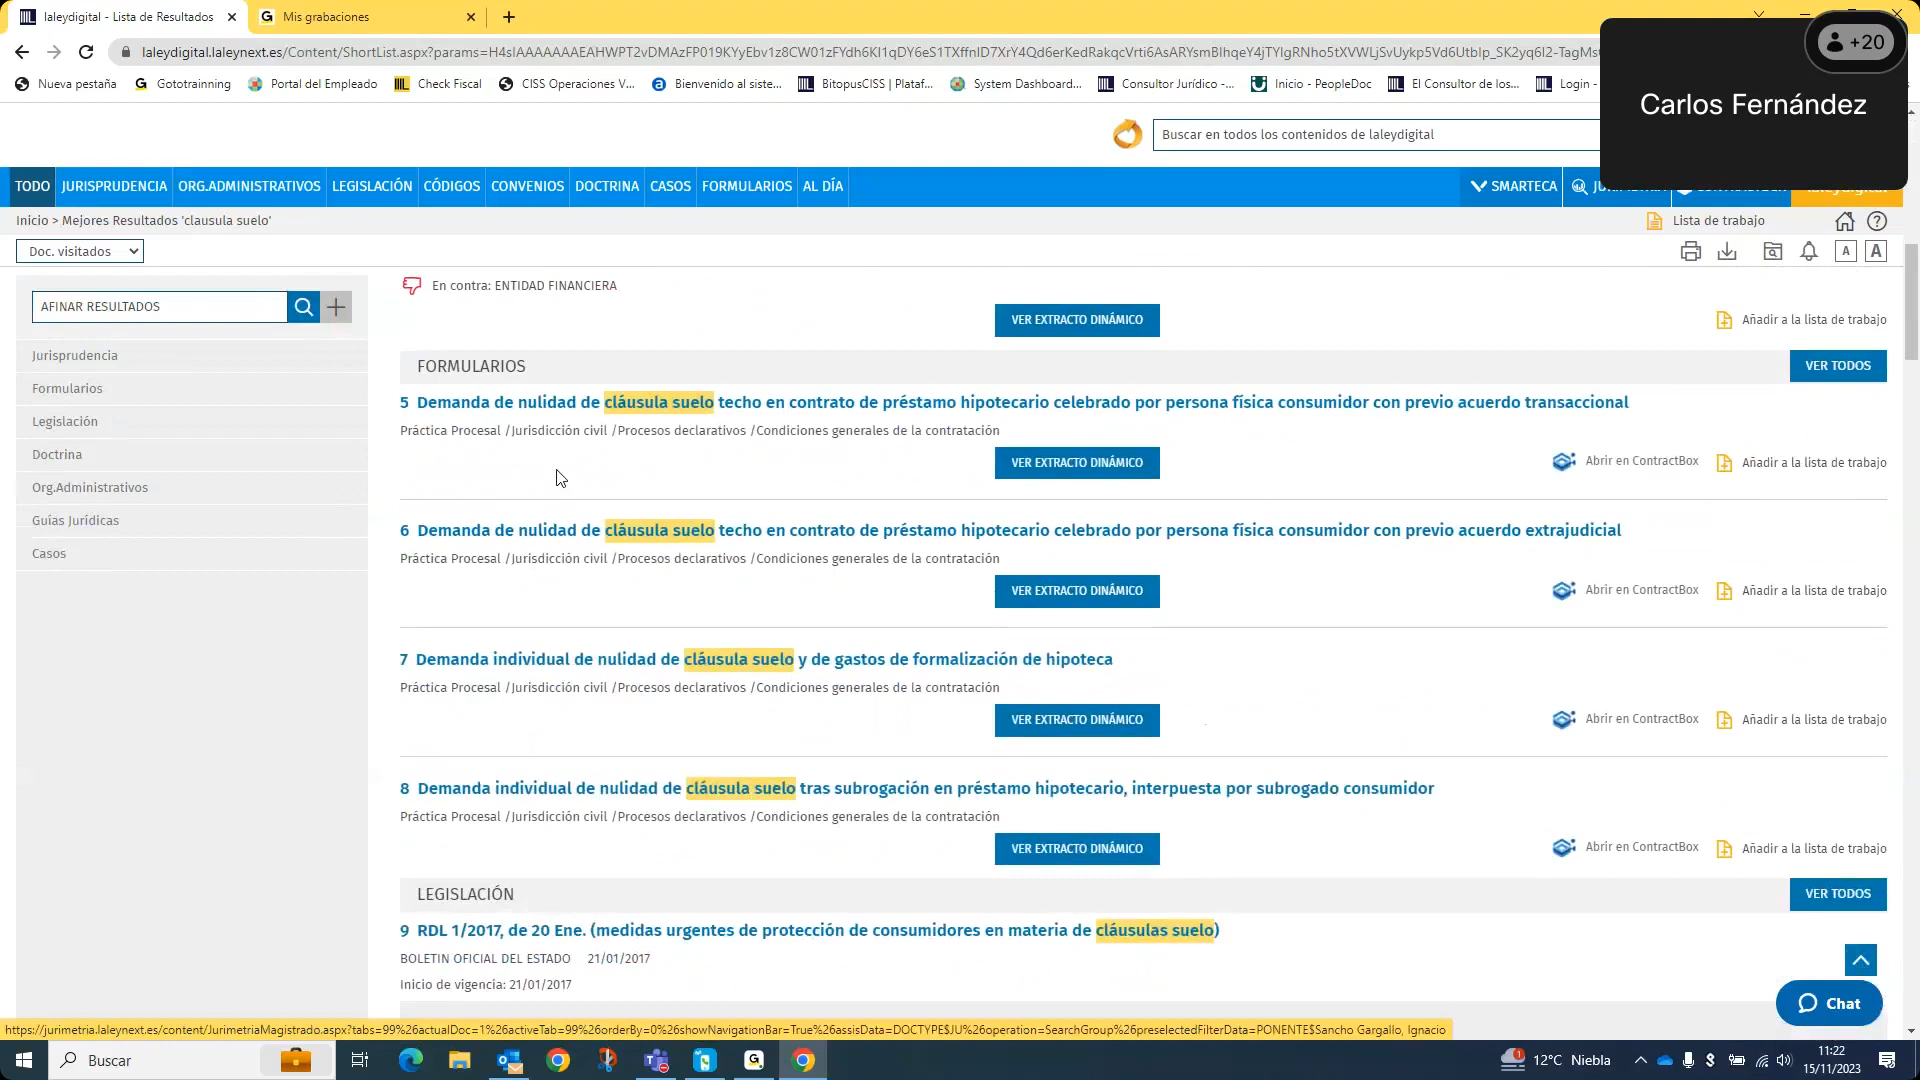 laleydigital - Lista de Resultados
Mis grabaciones
+20
Carlos Fernández
Nueva pestaña
Gototrainning
Portal del Empleado
Check Fiscal
CISS Operaciones V...
Bienvenido al siste...
BitopusCISS | Plataf...
System Dashboard...
Consultor Jurídico -...
Inicio - PeopleDoc
El Consultor de los...
Login -
Buscar en todos los contenidos de laleydigital
TODO JURISPRUDENCIA ORG.ADMINISTRATIVOS LEGISLACIÓN CÓDIGOS CONVENIOS DOCTRINA CASOS FORMULARIOS AL DÍA SMARTECA
Inicio > Mejores Resultados 'clausula suelo'
Lista de trabajo
Doc. visitados
A A
AFINAR RESULTADOS
Jurisprudencia
Formularios
Legislación
Doctrina
Org.Administrativos
Guías Jurídicas
Casos
En contra: ENTIDAD FINANCIERA
VER EXTRACTO DINÁMICO
Añadir a la lista de trabajo
FORMULARIOS
VER TODOS
5 Demanda de nulidad de cláusula suelo techo en contrato de préstamo hipotecario celebrado por persona física consumidor con previo acuerdo transaccional
Práctica Procesal /Jurisdicción civil /Procesos declarativos /Condiciones generales de la contratación
VER EXTRACTO DINÁMICO
Abrir en ContractBox
Añadir a la lista de trabajo
6 Demanda de nulidad de cláusula suelo techo en contrato de préstamo hipotecario celebrado por persona física consumidor con previo acuerdo extrajudicial
Práctica Procesal /Jurisdicción civil /Procesos declarativos /Condiciones generales de la contratación
VER EXTRACTO DINÁMICO
Abrir en ContractBox
Añadir a la lista de trabajo
7 Demanda individual de nulidad de cláusula suelo y de gastos de formalización de hipoteca
Práctica Procesal /Jurisdicción civil /Procesos declarativos /Condiciones generales de la contratación
VER EXTRACTO DINÁMICO
Abrir en ContractBox
Añadir a la lista de trabajo
8 Demanda individual de nulidad de cláusula suelo tras subrogación en préstamo hipotecario, interpuesta por subrogado consumidor
Práctica Procesal /Jurisdicción civil /Procesos declarativos /Condiciones generales de la contratación
VER EXTRACTO DINÁMICO
Abrir en ContractBox
Añadir a la lista de trabajo
LEGISLACIÓN
VER TODOS
9 RDL 1/2017, de 20 Ene. (medidas urgentes de protección de consumidores en materia de cláusulas suelo)
BOLETIN OFICIAL DEL ESTADO 21/01/2017
Inicio de vigencia: 21/01/2017
Chat
https://jurimetria.laleynext.es/content/JurimetriaMagistrado.aspx?tabs=99%26actualDoc=1%26activeTab=99%26orderBy=0%26showNavigationBar=True%26assisData=DOCTYPE$JU%26operation=SearchGroup%26preselectedFilterData=PONENTE$Sancho Gargallo, Ignacio
Buscar
12°C Niebla
11:22
15/11/2023